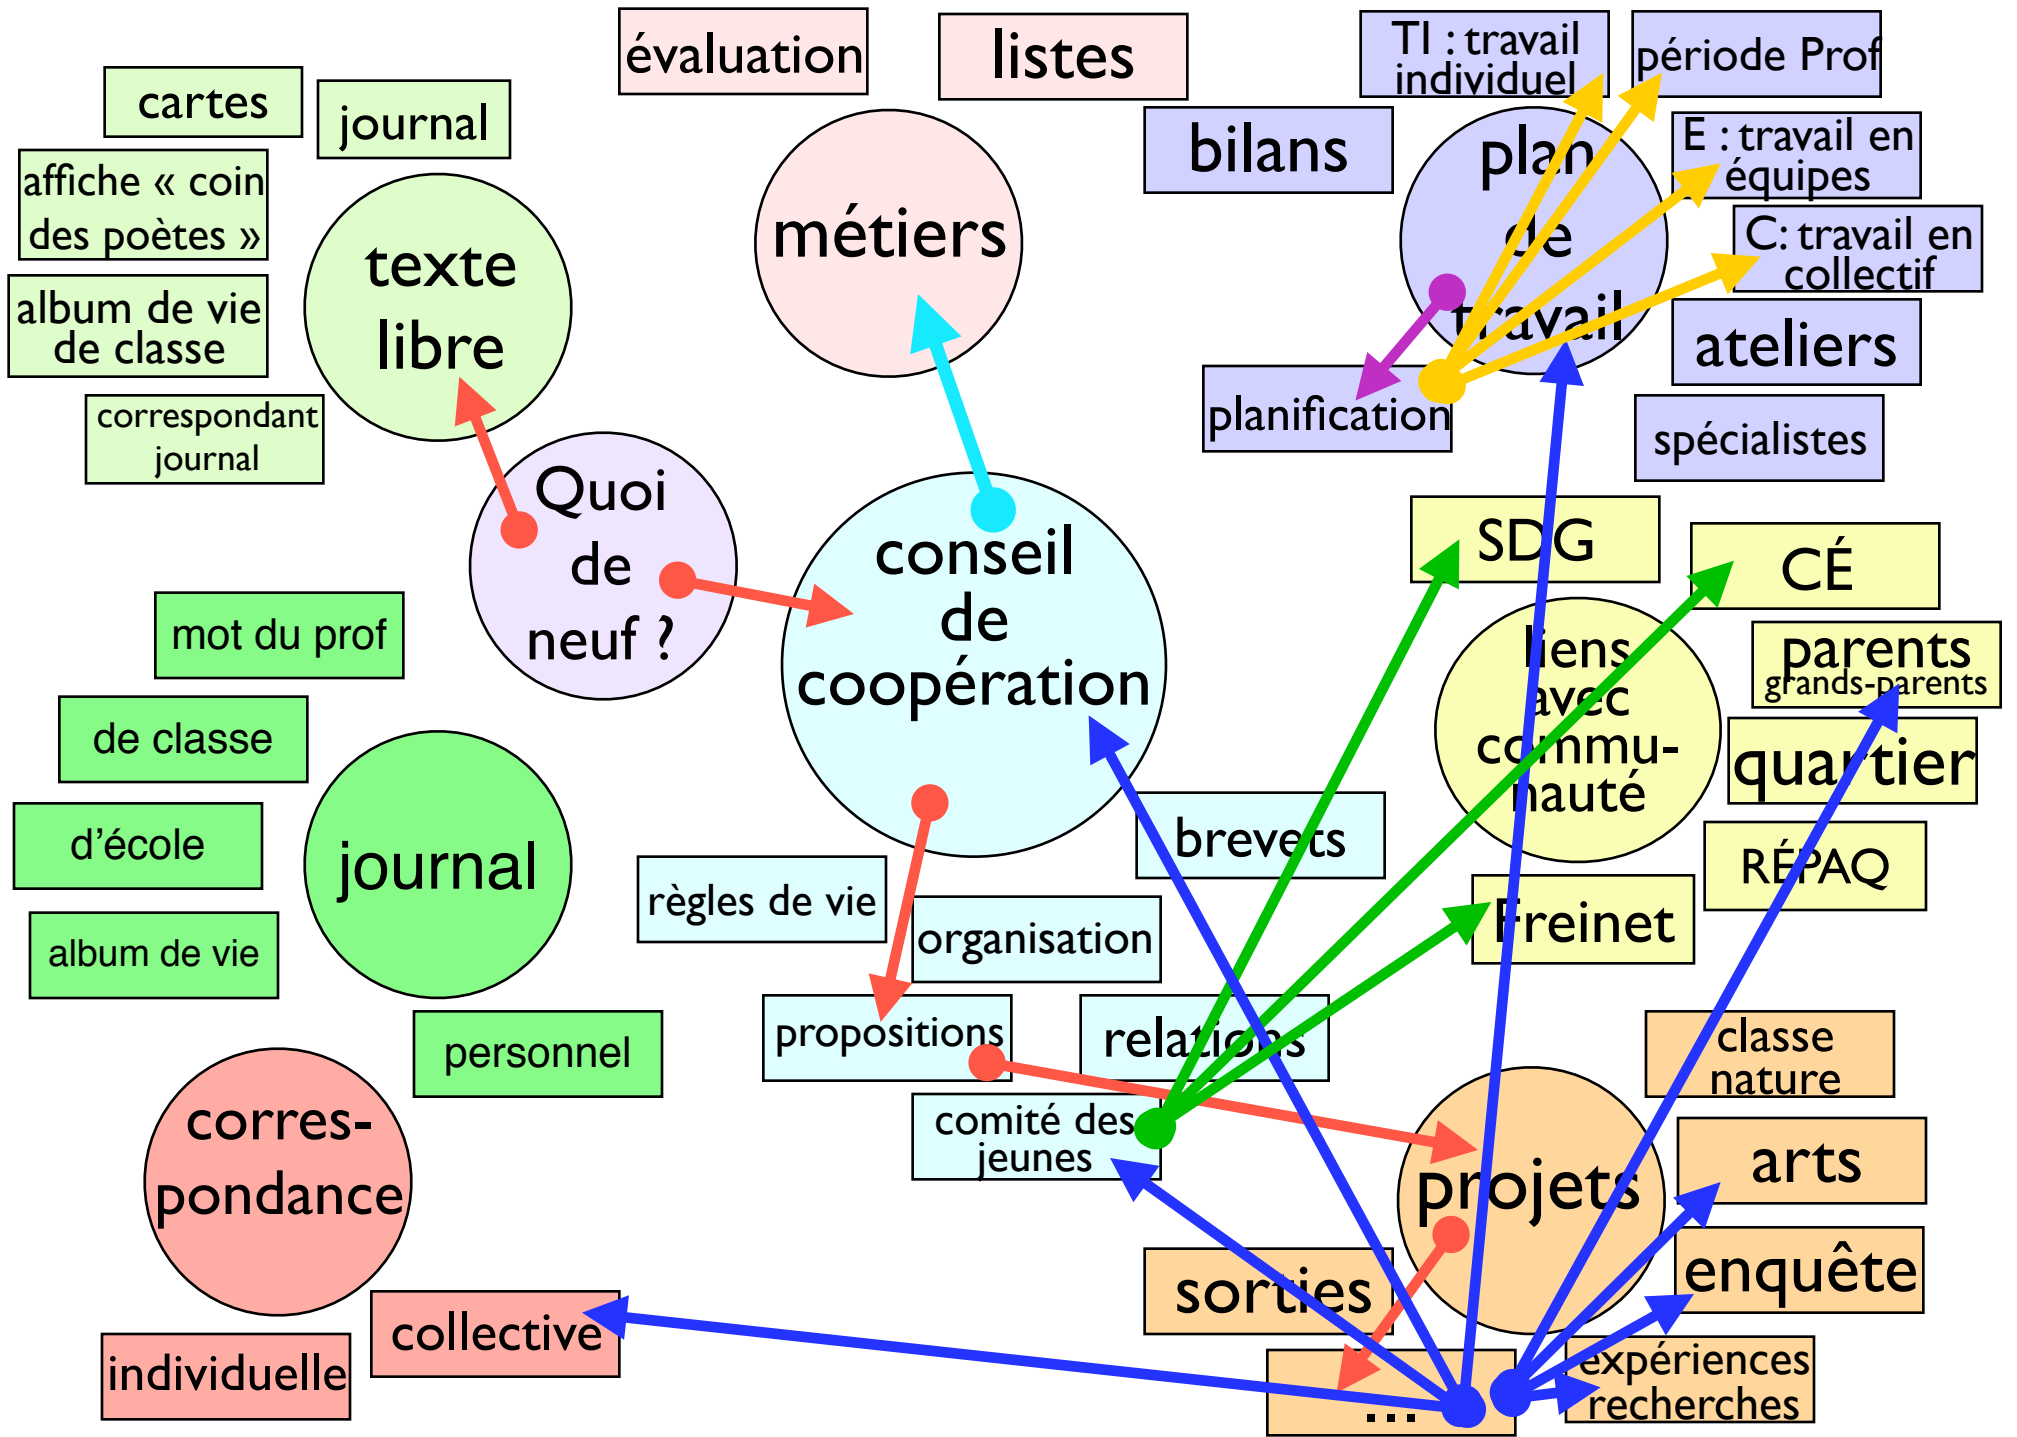 évaluation
listes
TI : travail
individuel
période Prof
cartes
journal
bilans
plan
de
travail
E : travail en
équipes
affiche « coin
des poètes »
texte
libre
métiers
C: travail en
collectif
album de vie
de classe
ateliers
correspondant
journal
planification
spécialistes
Quoi
de
neuf ?
conseil
de
coopération
SDG
CÉ
mot du prof
liens
avec
commu-
nauté
parents
grands-parents
de classe
quartier
d’école
journal
brevets
RÉPAQ
règles de vie
organisation
Freinet
album de vie
personnel
propositions
relations
classe
nature
corres-
pondance
comité des
jeunes
projets
arts
sorties
enquête
collective
individuelle
expériences
recherches
...